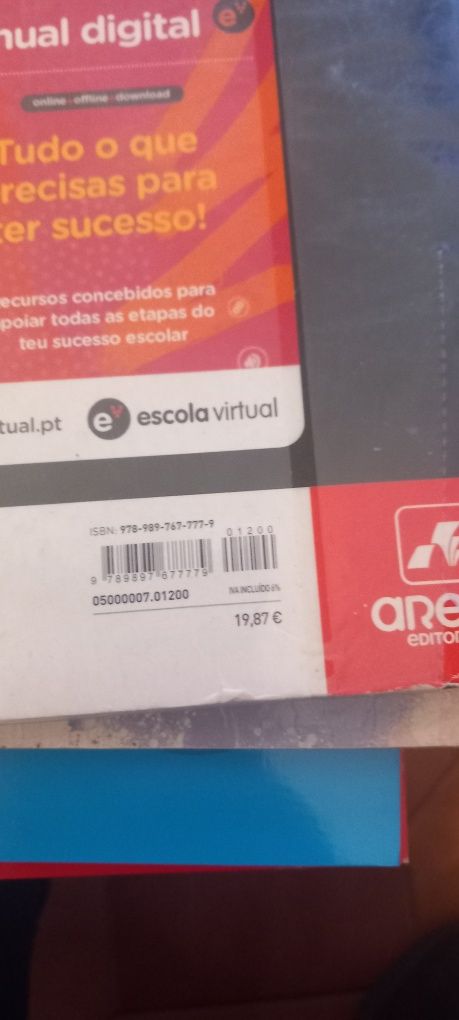 nual digital
online offline download
Tudo o que
recisas para
ter sucesso!
ecursos concebidos para
poiar todas as etapas do
teu sucesso escolar
tual.pt
escola virtual
ISBN: 978-989-767-777-9
01200
9 789897 677779
05000007.01200
IVA INCLUÍDO 6%
19,87 €
are
EDITOR